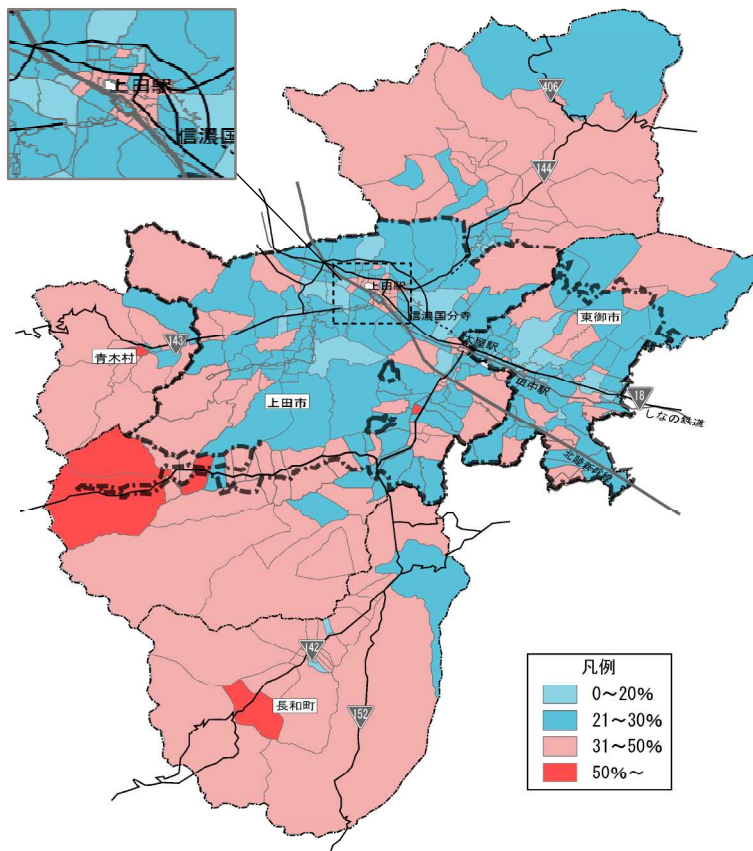 上田駅
信濃国
406
144
東御市
上田駅
信濃国分寺
大屋駅
143
青木村
田中駅
18
上田市
しなの鉄道
北陸新幹線
142
長和町
152
凡例
0～20%
21～30%
31～50%
50%～